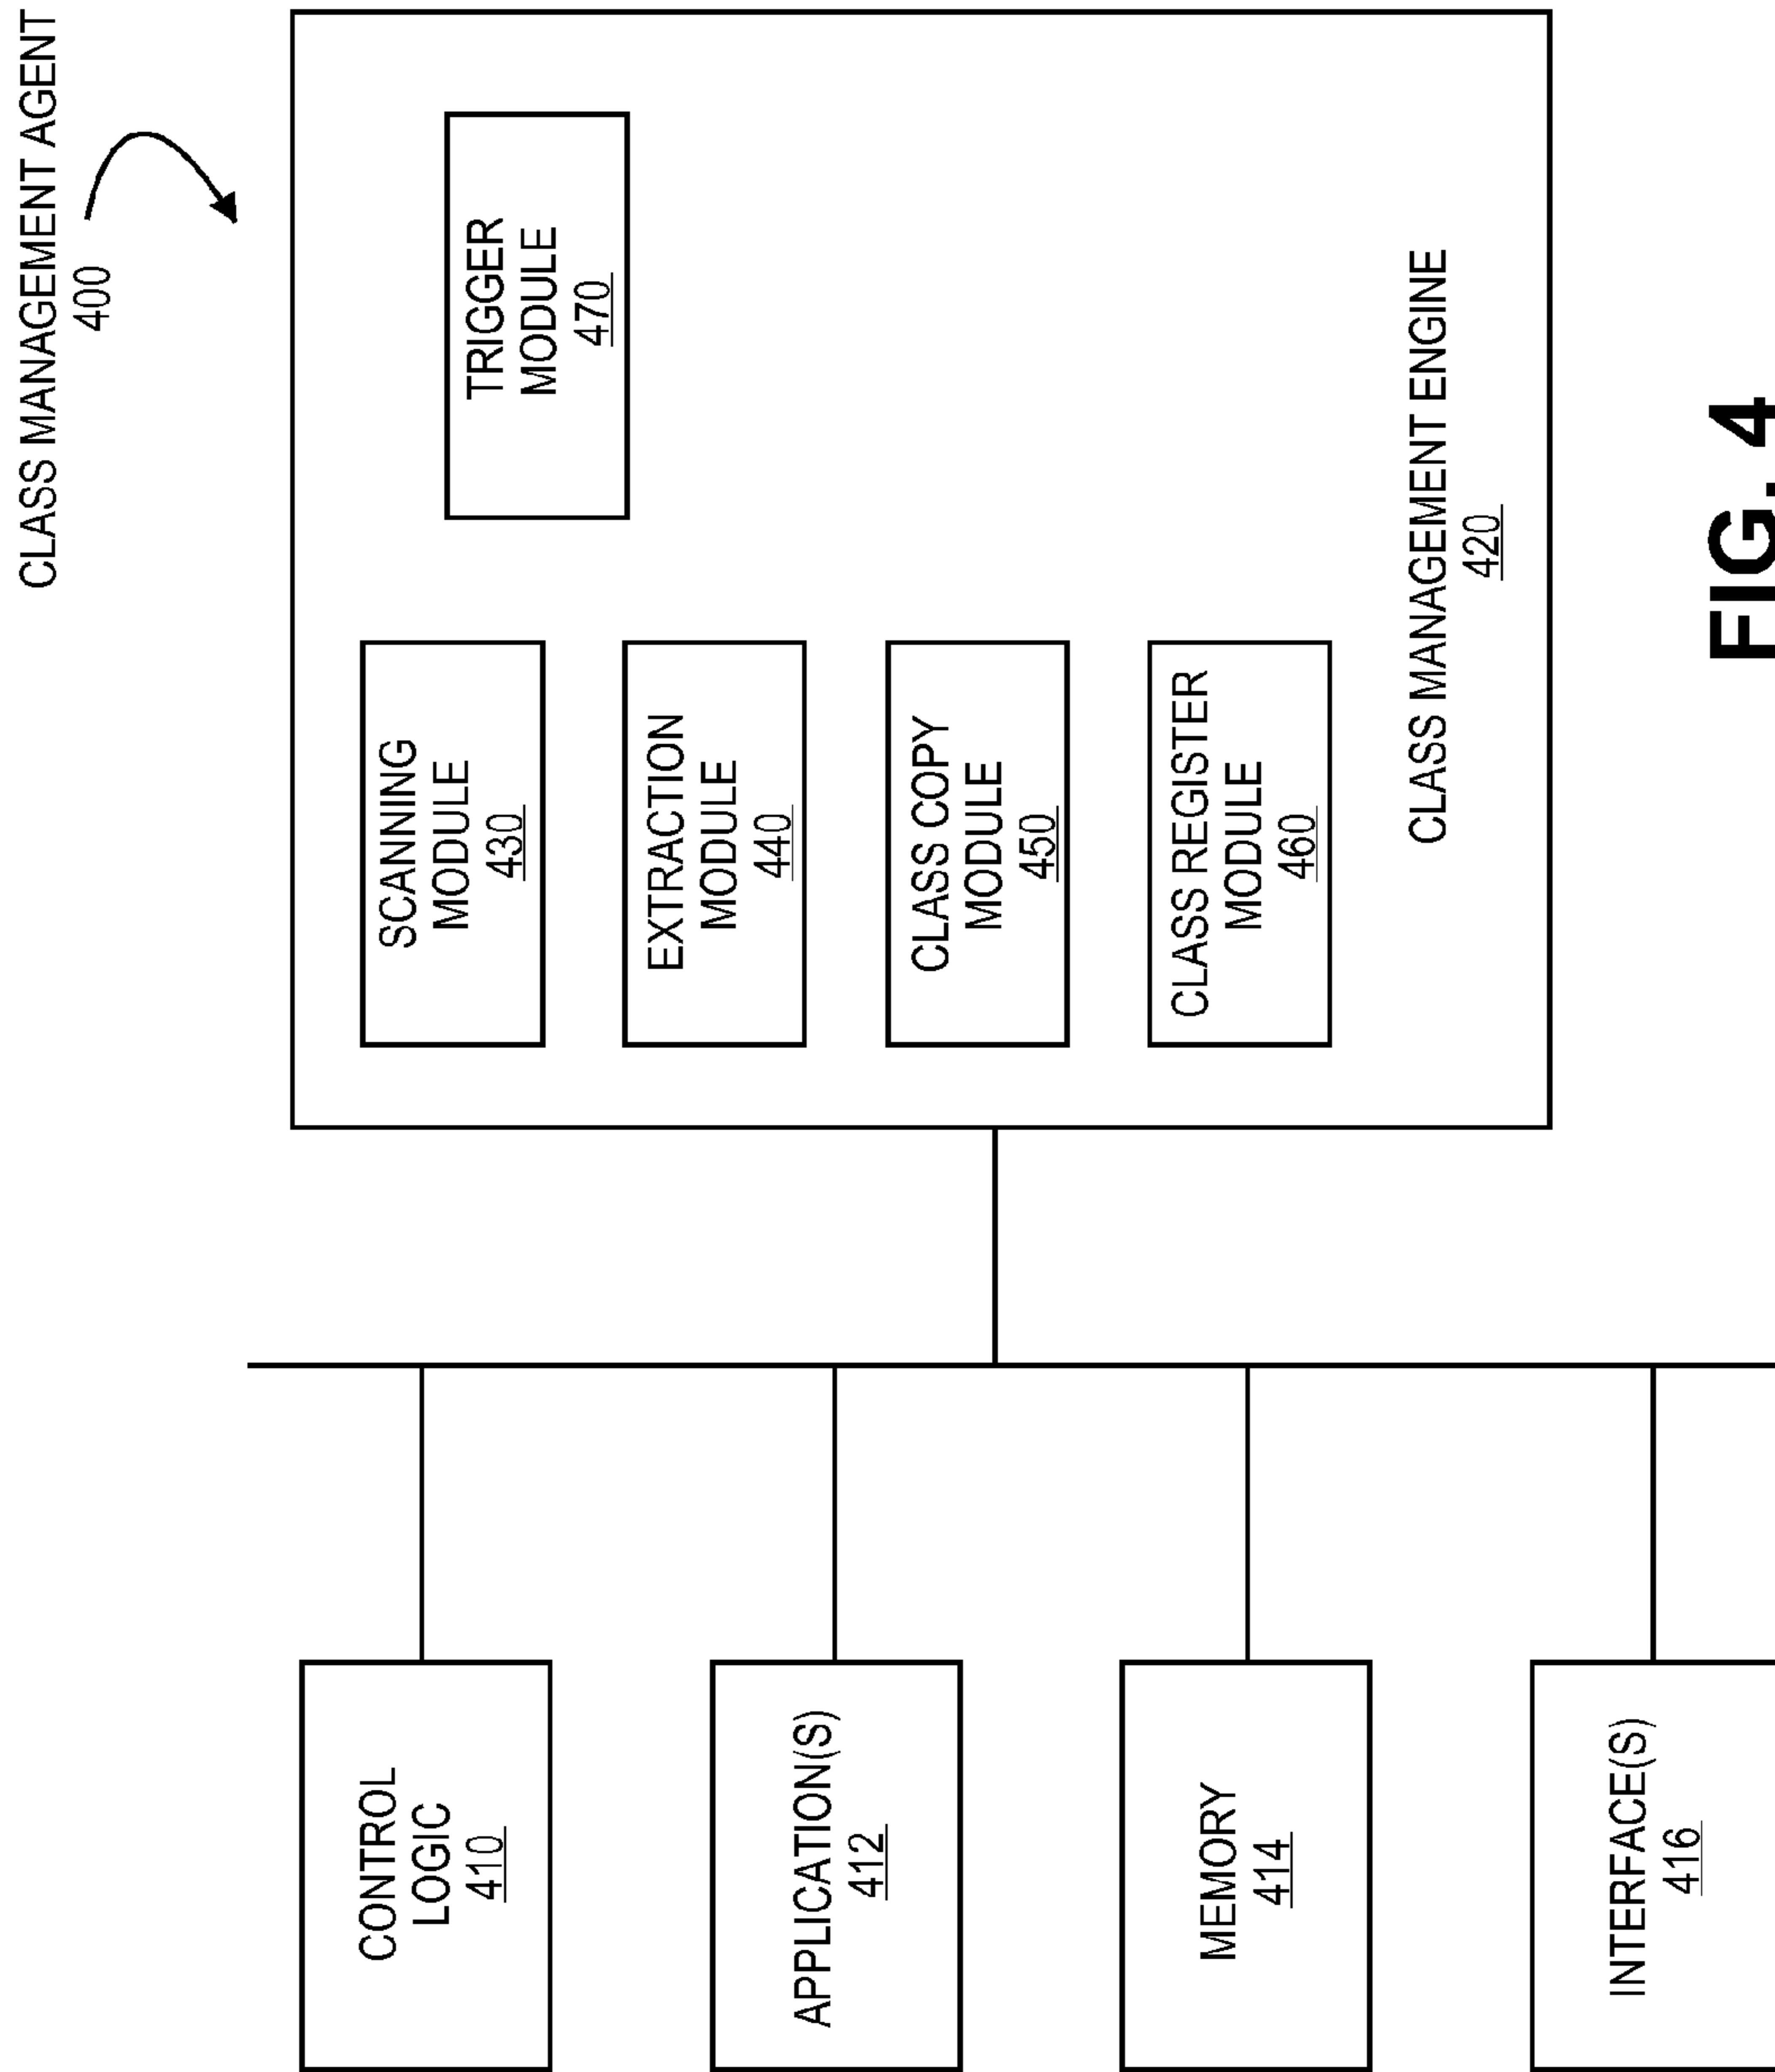 CLASS MANAGEMENT AGENT
400
CONTROL
LOGIC
410
APPLICATION(S)
412
MEMORY
414
INTERFACE(S)
416
SCANNING
MODULE
430
EXTRACTION
MODULE
440
CLASS COPY
MODULE
450
CLASS REGISTER
MODULE
460
TRIGGER
MODULE
470
CLASS MANAGEMENT ENGINE
420
FIG. 4